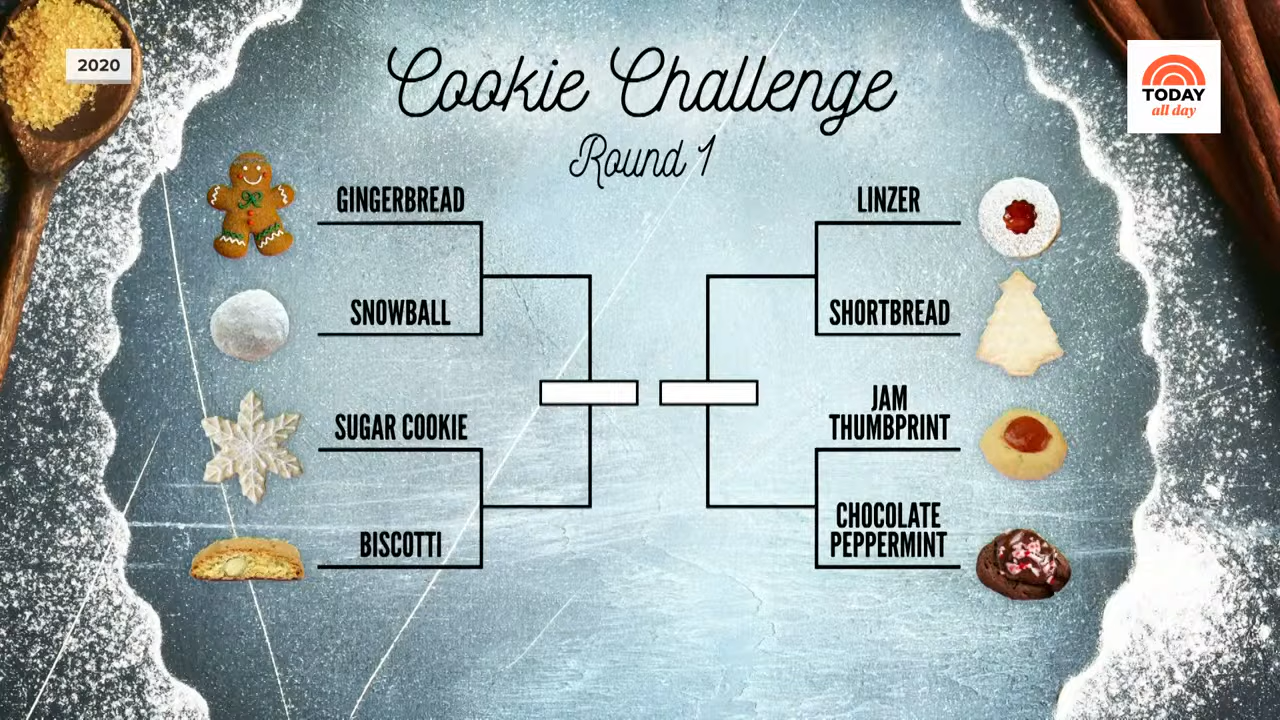 2020
TODAY
all day
Cookie Challenge
Round 1
GINGERBREAD
SNOWBALL
SUGAR COOKIE
BISCOTTI
LINZER
SHORTBREAD
JAM
THUMBPRINT
CHOCOLATE
PEPPERMINT